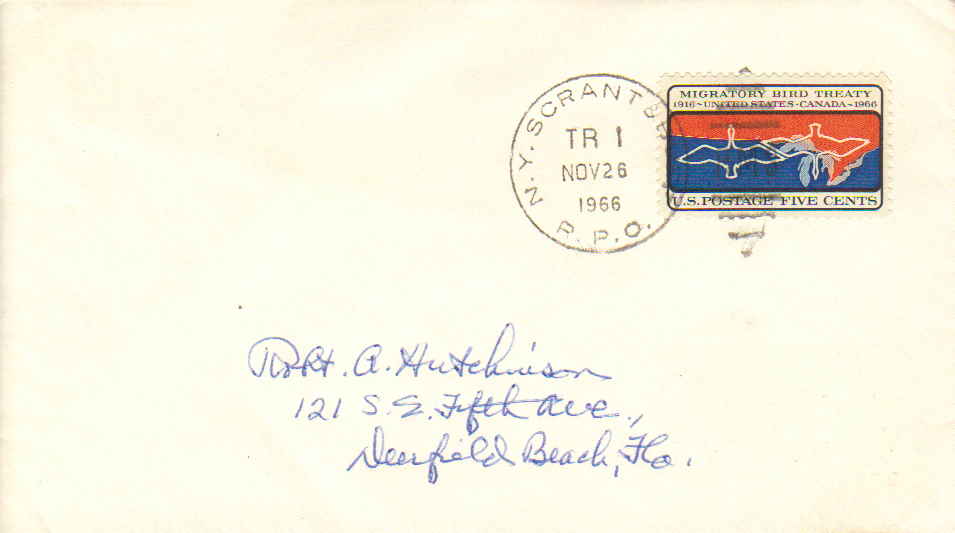 N.Y. SCRANT & B
TR 1
NOV 26
1966
R.P.O.
MIGRATORY BIRD TREATY
1916~UNITED STATES·CANADA~1966
U.S. POSTAGE FIVE CENTS
Robt. A. Hutchinson
121 S.E. Fifth Ave.,
Deerfield Beach, Fla.